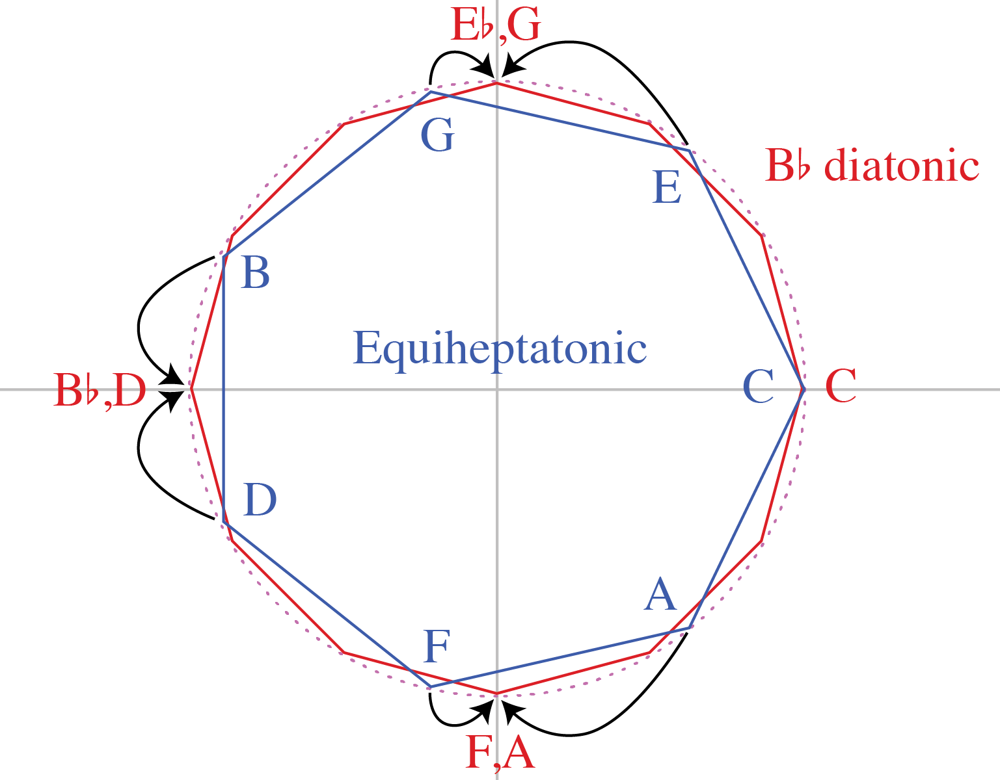 E♭,G
G
B♭ diatonic
E
B
Equiheptatonic
B♭,D
C
C
D
A
F
F,A